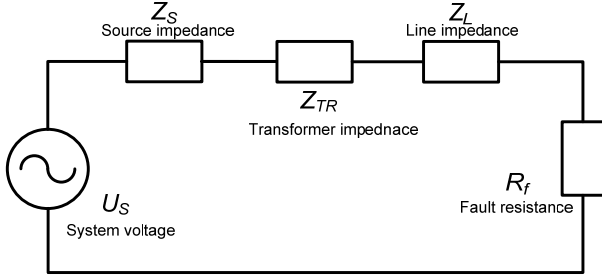 Z_S
Source impedance
Z_L
Line impedance
Z_TR
Transformer impednace
U_S
System voltage
R_f
Fault resistance